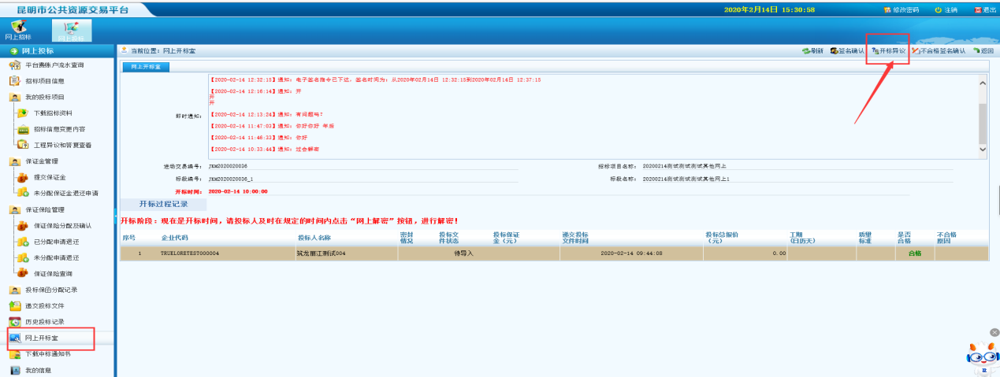 昆明市公共资源交易平台
2020年2月14日 15:30:58
修改密码 注销 退出
网上招标 网上投标
网上投标
当前位置：网上开标室
刷新 签名确认 开标异议 不合格签名确认 返回
平台账户流水查询
招标项目信息
我的投标项目
下载招标资料
招标信息变更内容
工程异议和答复查看
保证金管理
提交保证金
未分配保证金退还申请
保证保险管理
保证保险分配及确认
已分配申请退还
未分配申请退还
保证保险查询
投标保函分配记录
递交投标文件
历史投标记录
网上开标室
下载中标通知书
我的信息
网上开标室
即时通知：
【2020-02-14 12:32:15】通知：电子签名指令已下达，签名时间为：从2020年02月14日 12:32:15到2020年02月14日 12:37:15
【2020-02-14 12:16:14】通知：开
开
开
【2020-02-14 12:13:24】通知：有问题吗?
【2020-02-14 11:47:03】通知：你好你好 年后
【2020-02-14 11:46:33】通知：你好
【2020-02-14 10:33:44】通知：过会解密
进场交易编号： JXM2020020036
招标项目名称： 20200214测试测试测试其他网上
标段编号： JXM2020020036_1
标段名称： 20200214测试测试测试其他网上1
开标时间： 2020-02-14 10:00:00
开标过程记录
开标阶段：现在是开标时间，请投标人及时在规定的时间内点击“网上解密”按钮，进行解密！
序号 企业代码 投标人名称 密封情况 投标文件状态 投标保证金（元） 递交投标文件时间 投标总报价（元） 工期（日历天） 质量标准 是否合格 不合格原因
1 TRUELORETEST000004 筑龙丽江测试004 待导入 2020-02-14 09:44:08 0.00 合格